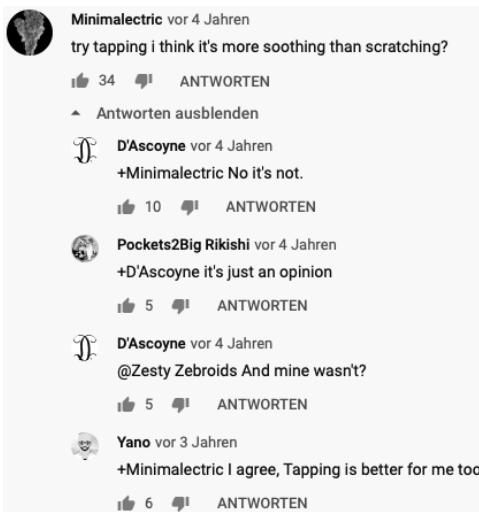 Minimalectric vor 4 Jahren
try tapping i think it's more soothing than scratching?
34 ANTWORTEN
Antworten ausblenden
D'Ascoyne vor 4 Jahren
+Minimalectric No it's not.
10 ANTWORTEN
Pockets2Big Rikishi vor 4 Jahren
+D'Ascoyne it's just an opinion
5 ANTWORTEN
D'Ascoyne vor 4 Jahren
@Zesty Zebroids And mine wasn't?
5 ANTWORTEN
Yano vor 3 Jahren
+Minimalectric I agree, Tapping is better for me too
6 ANTWORTEN